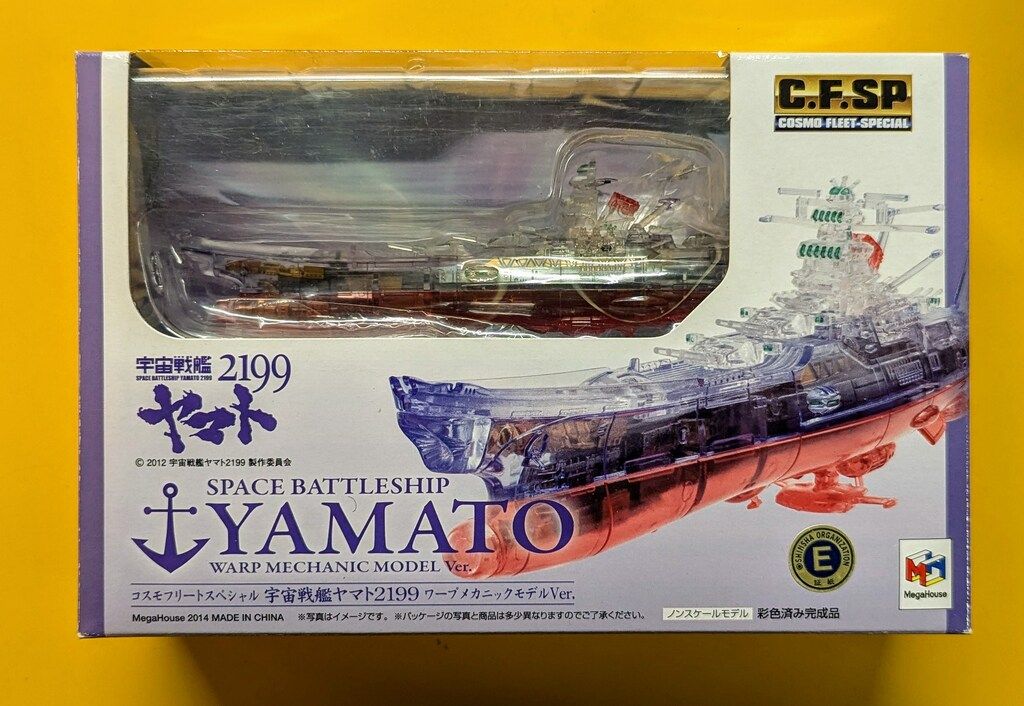 C.F.SP
COSMO FLEET-SPECIAL
宇宙戦艦 2199
SPACE BATTLESHIP YAMATO 2199
ヤマト
© 2012 宇宙戦艦ヤマト2199 製作委員会
SPACE BATTLESHIP
YAMATO
WARP MECHANIC MODEL Ver.
コスモフリートスペシャル 宇宙戦艦ヤマト2199 ワープメカニックモデルVer.
MegaHouse 2014 MADE IN CHINA ※写真はイメージです。※パッケージの写真と商品は多少異なりますのでご了承ください。
ノンスケールモデル 彩色済み完成品
SHINSHA ORGANIZATION
E
証紙
MegaHouse